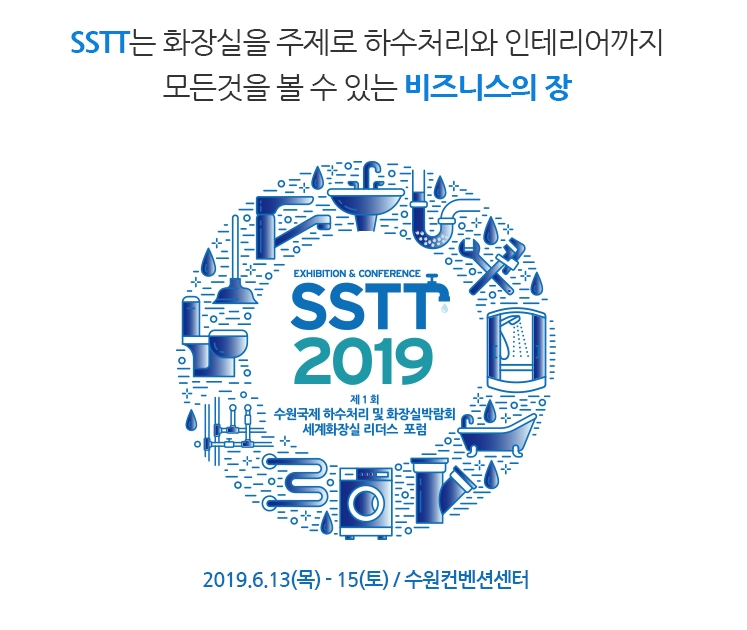 SSTT는 화장실을 주제로 하수처리와 인테리어까지
모든것을 볼 수 있는 비즈니스의 장
EXHIBITION & CONFERENCE
SSTT
2019
제 1 회
수원국제 하수처리 및 화장실박람회
세계화장실 리더스 포럼
2019.6.13(목) - 15(토) / 수원컨벤션센터